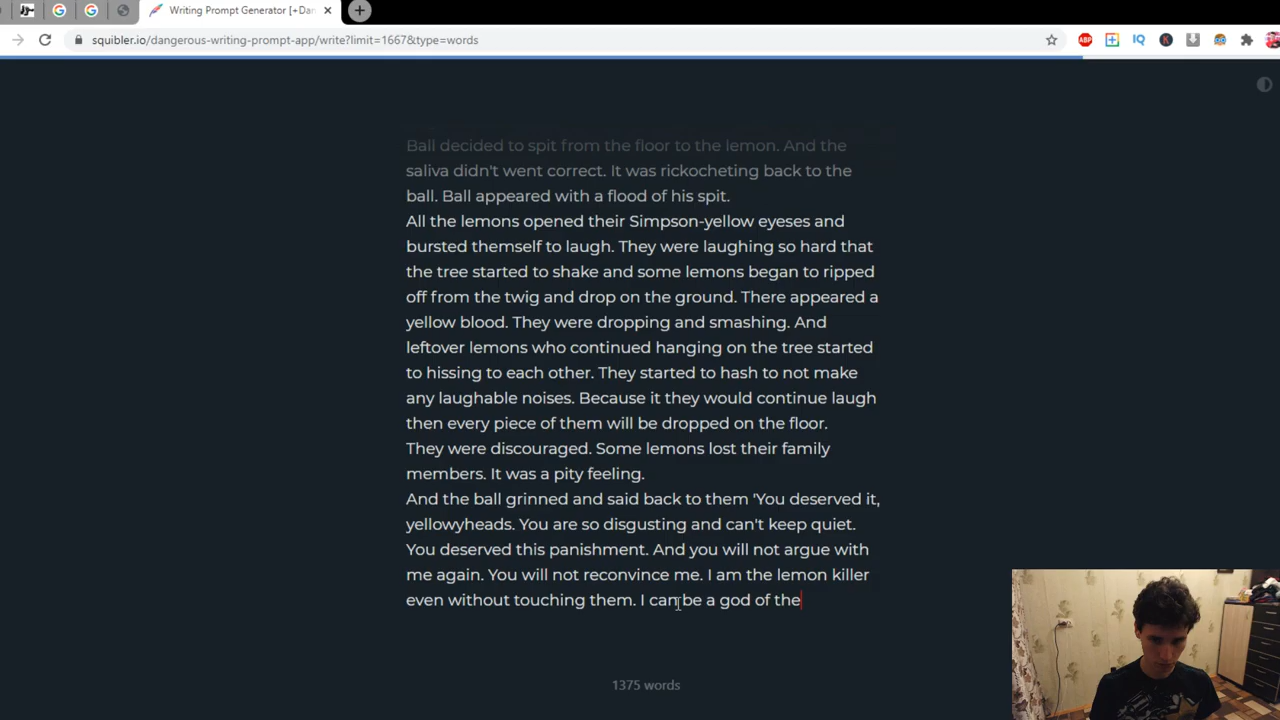 Writing Prompt Generator [+Dan
squibler.io/dangerous-writing-prompt-app/write?limit=1667&type=words
ABP
IQ
K
Ball decided to spit from the floor to the lemon. And the
saliva didn't went correct. It was rickocheting back to the
ball. Ball appeared with a flood of his spit.
All the lemons opened their Simpson-yellow eyeses and
bursted themself to laugh. They were laughing so hard that
the tree started to shake and some lemons began to ripped
off from the twig and drop on the ground. There appeared a
yellow blood. They were dropping and smashing. And
leftover lemons who continued hanging on the tree started
to hissing to each other. They started to hash to not make
any laughable noises. Because it they would continue laugh
then every piece of them will be dropped on the floor.
They were discouraged. Some lemons lost their family
members. It was a pity feeling.
And the ball grinned and said back to them 'You deserved it,
yellowyheads. You are so disgusting and can't keep quiet.
You deserved this panishment. And you will not argue with
me again. You will not reconvince me. I am the lemon killer
even without touching them. I can be a god of the
1375 words